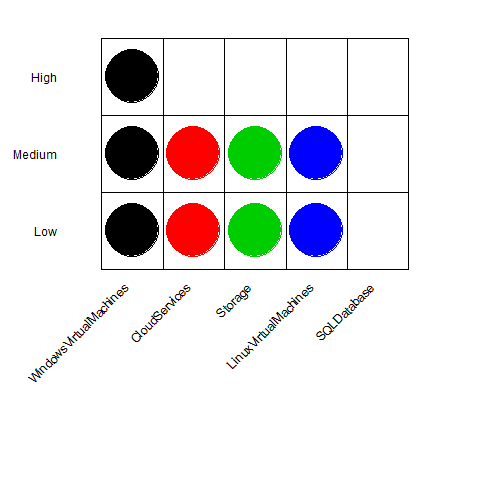 High
Medium
Low
WindowsVirtualMachines
CloudServices
Storage
LinuxVirtualMachines
SQLDatabase